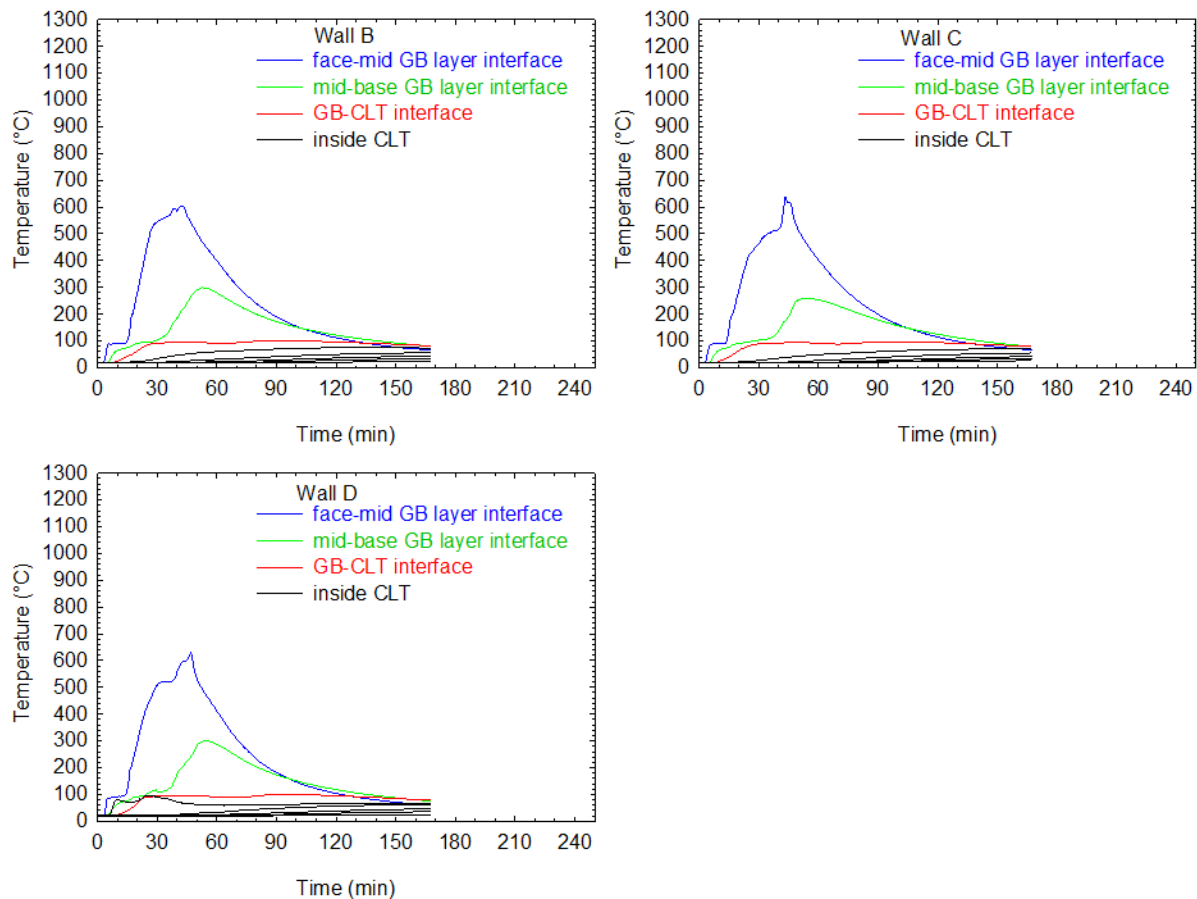 Wall B
face-mid GB layer interface
mid-base GB layer interface
GB-CLT interface
inside CLT
Temperature (°C)
1300
1200
1100
1000
900
800
700
600
500
400
300
200
100
0
0 30 60 90 120 150 180 210 240
Time (min)
Wall C
face-mid GB layer interface
mid-base GB layer interface
GB-CLT interface
inside CLT
Temperature (°C)
1300
1200
1100
1000
900
800
700
600
500
400
300
200
100
0
0 30 60 90 120 150 180 210 240
Time (min)
Wall D
face-mid GB layer interface
mid-base GB layer interface
GB-CLT interface
inside CLT
Temperature (°C)
1300
1200
1100
1000
900
800
700
600
500
400
300
200
100
0
0 30 60 90 120 150 180 210 240
Time (min)